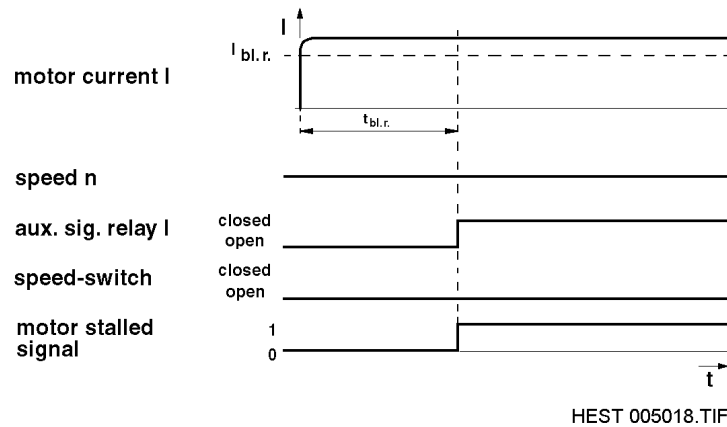 I
I bl. r.
motor current I
t bl.r.
speed n
aux. sig. relay I
closed
open
speed-switch
closed
open
motor stalled
signal
1
0
t
HEST 005018.TIF